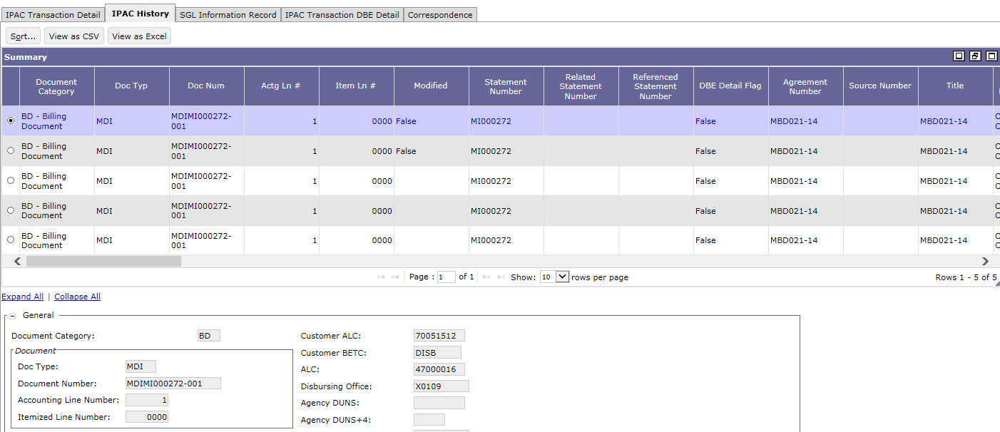 IPAC Transaction Detail IPAC History SGL Information Record IPAC Transaction DBE Detail Correspondence
Sort... View as CSV View as Excel
Summary
Document Category Doc Typ Doc Num Actg Ln # Item Ln # Modified Statement Number Related Statement Number Referenced Statement Number DBE Detail Flag Agreement Number Source Number Title
BD - Billing Document MDI MDIMI000272-001 1 0000 False MI000272 False MBD021-14 MBD021-14
BD - Billing Document MDI MDIMI000272-001 1 0000 False MI000272 False MBD021-14 MBD021-14
BD - Billing Document MDI MDIMI000272-001 1 0000 MI000272 False MBD021-14 MBD021-14
BD - Billing Document MDI MDIMI000272-001 1 0000 MI000272 False MBD021-14 MBD021-14
BD - Billing Document MDI MDIMI000272-001 1 0000 MI000272 False MBD021-14 MBD021-14
Page : 1 of 1 Show: 10 rows per page Rows 1 - 5 of 5
Expand All | Collapse All
General
Document Category: BD
Document
Doc Type: MDI
Document Number: MDIMI000272-001
Accounting Line Number: 1
Itemized Line Number: 0000
Customer ALC: 70051512
Customer BETC: DISB
ALC: 47000016
Disbursing Office: X0109
Agency DUNS:
Agency DUNS+4: